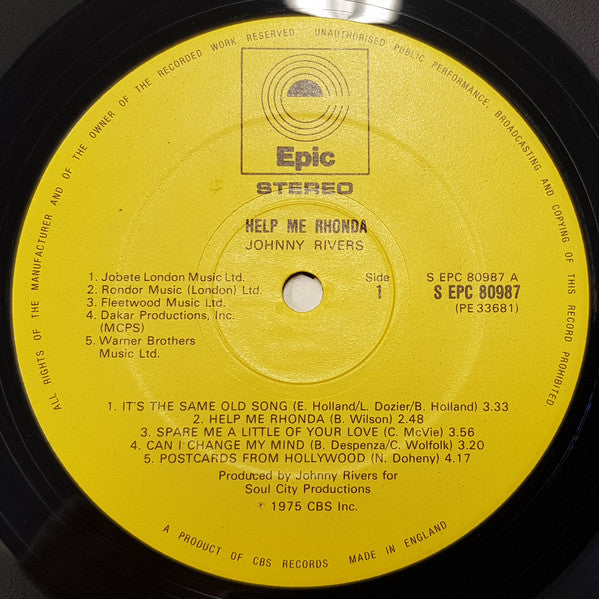 ALL RIGHTS OF THE MANUFACTURER AND OF THE OWNER OF THE RECORDED WORK RESERVED UNAUTHORISED PUBLIC PERFORMANCE, BROADCASTING AND COPYING OF THIS RECORD PROHIBITED
Epic
STEREO
HELP ME RHONDA
JOHNNY RIVERS
1. Jobete London Music Ltd.
2. Rondor Music (London) Ltd.
3. Fleetwood Music Ltd.
4. Dakar Productions, Inc.
(MCPS)
5. Warner Brothers
Music Ltd.
Side
1
S EPC 80987 A
S EPC 80987
(PE 33681)
1. IT'S THE SAME OLD SONG (E. Holland/L. Dozier/B. Holland) 3.33
2. HELP ME RHONDA (B. Wilson) 2.48
3. SPARE ME A LITTLE OF YOUR LOVE (C. McVie) 3.56
4. CAN I CHANGE MY MIND (B. Despenza/C. Wolfolk) 3.20
5. POSTCARDS FROM HOLLYWOOD (N. Doheny) 4.17
Produced by Johnny Rivers for
Soul City Productions
℗ 1975 CBS Inc.
A PRODUCT OF CBS RECORDS MADE IN ENGLAND